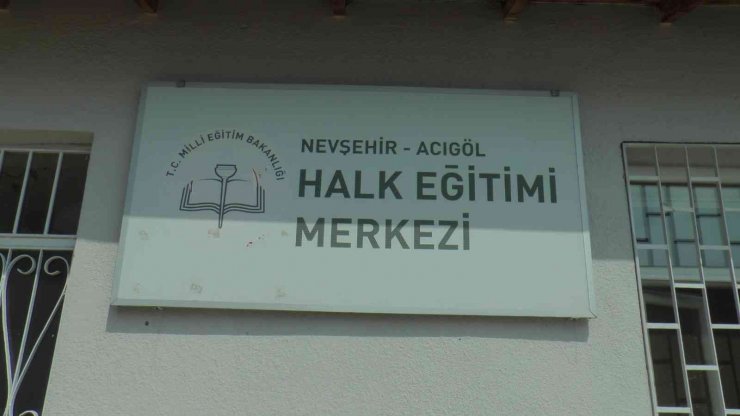 T.C. MİLLİ EĞİTİM BAKANLIĞI
NEVŞEHİR - ACIGÖL
HALK EĞİTİMİ
MERKEZİ